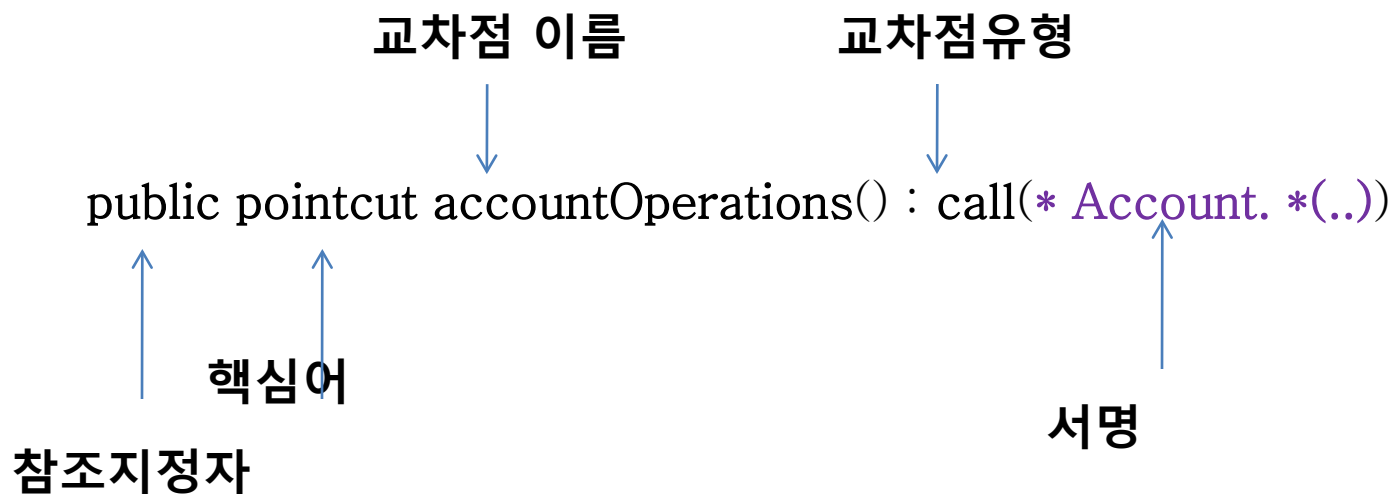 교차점 이름 교차점유형
public pointcut accountOperations() : call(* Account. *(..))
핵심어
서명
참조지정자